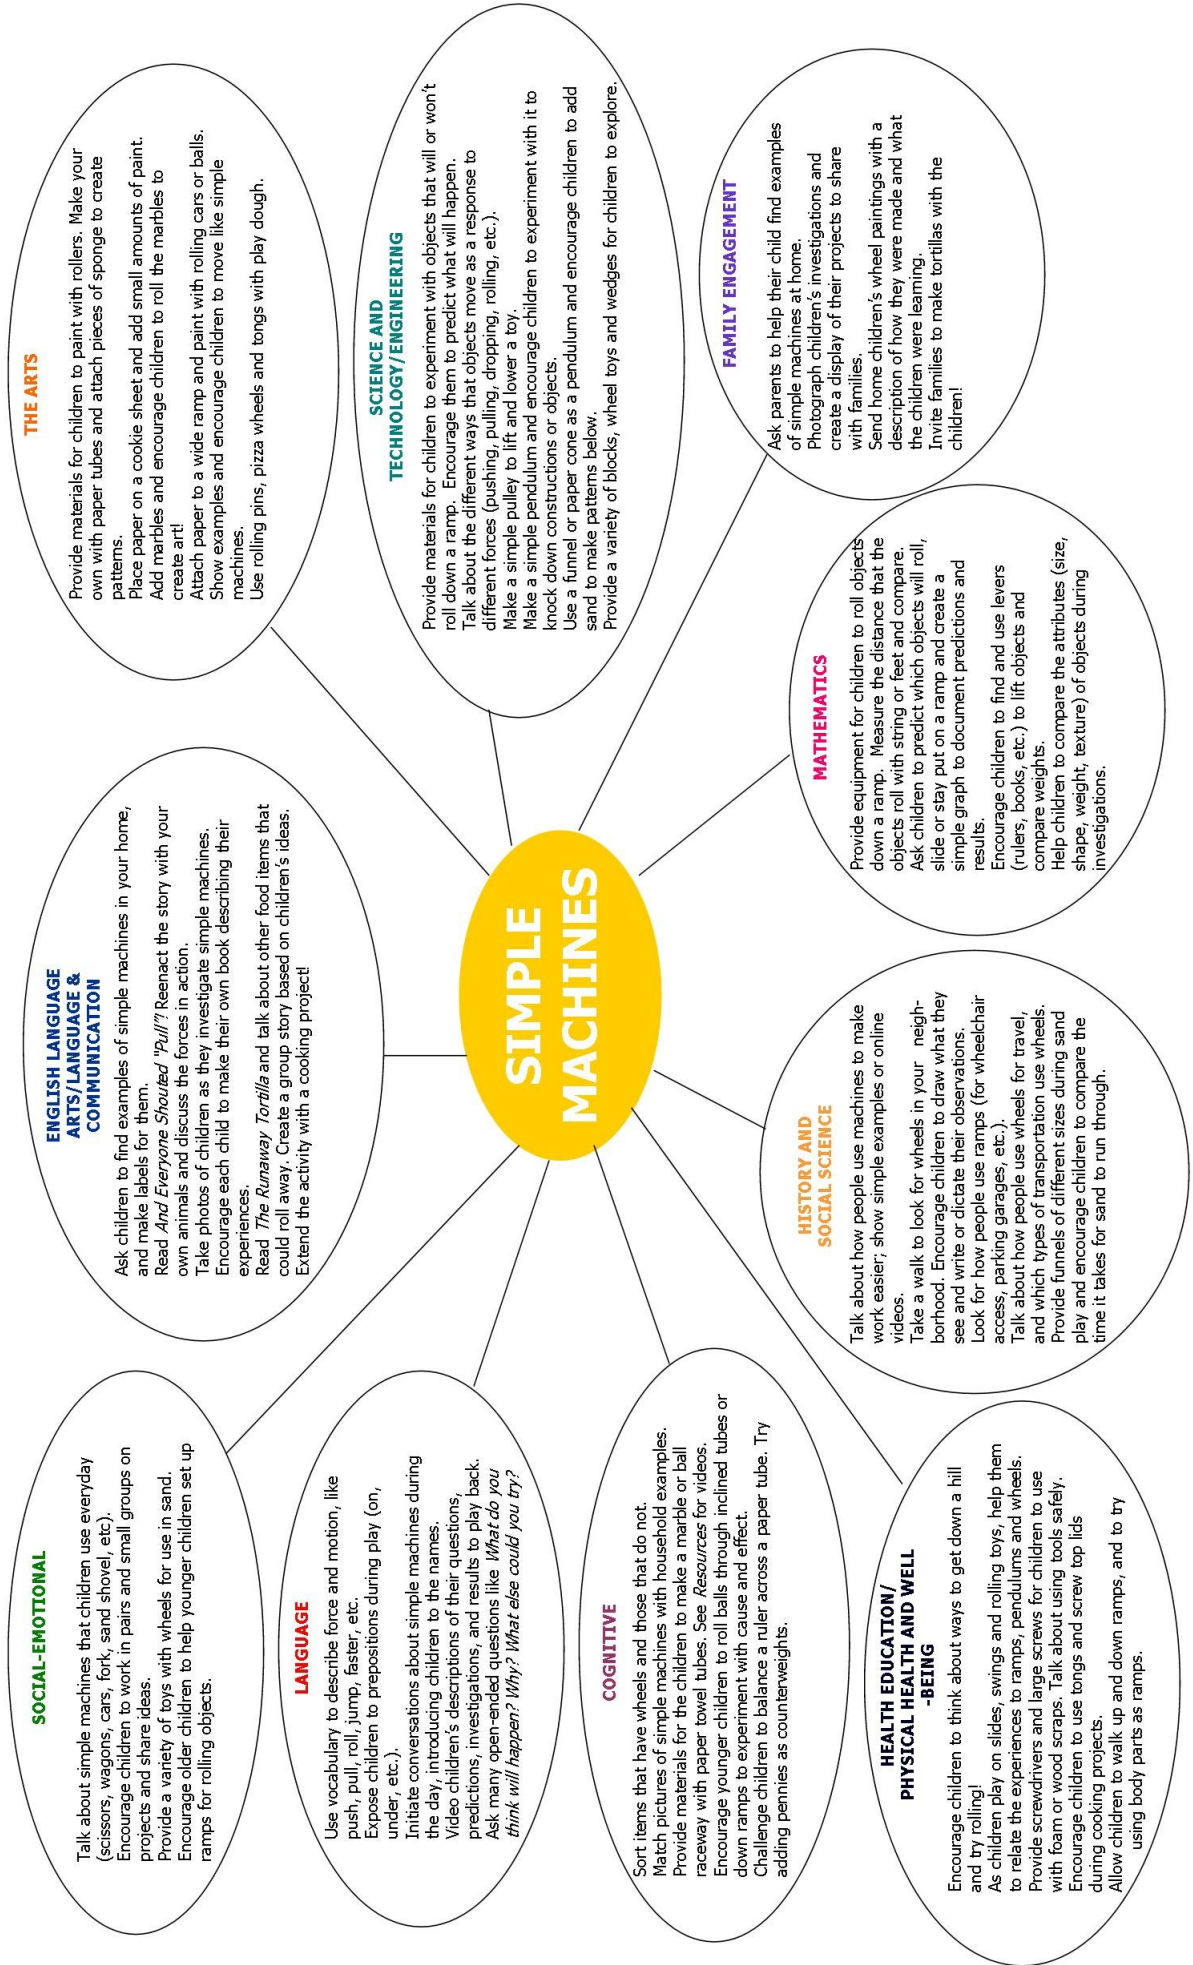 SOCIAL-EMOTIONAL
Talk about simple machines that children use everyday
(scissors, wagons, cars, fork, sand shovel, etc).
Encourage children to work in pairs and small groups on
projects and share ideas.
Provide a variety of toys with wheels for use in sand.
Encourage older children to help younger children set up
ramps for rolling objects.
ENGLISH LANGUAGE
ARTS/LANGUAGE &
COMMUNICATION
Ask children to find examples of simple machines in your home,
and make labels for them.
Read And Everyone Shouted "Pull"! Reenact the story with your
own animals and discuss the forces in action.
Take photos of children as they investigate simple machines.
Encourage each child to make their own book describing their
experiences.
Read The Runaway Tortilla and talk about other food items that
could roll away. Create a group story based on children's ideas.
Extend the activity with a cooking project!
THE ARTS
Provide materials for children to paint with rollers. Make your
own with paper tubes and attach pieces of sponge to create
patterns.
Place paper on a cookie sheet and add small amounts of paint.
Add marbles and encourage children to roll the marbles to
create art!
Attach paper to a wide ramp and paint with rolling cars or balls.
Show examples and encourage children to move like simple
machines.
Use rolling pins, pizza wheels and tongs with play dough.
LANGUAGE
Use vocabulary to describe force and motion, like
push, pull, roll, jump, faster, etc.
Expose children to prepositions during play (on,
under, etc.).
Initiate conversations about simple machines during
the day, introducing children to the names.
Video children's descriptions of their questions,
predictions, investigations, and results to play back.
Ask many open-ended questions like What do you
think will happen? Why? What else could you try?
SIMPLE
MACHINES
SCIENCE AND
TECHNOLOGY/ENGINEERING
Provide materials for children to experiment with objects that will or won't
roll down a ramp. Encourage them to predict what will happen.
Talk about the different ways that objects move as a response to
different forces (pushing, pulling, dropping, rolling, etc.).
Make a simple pulley to lift and lower a toy.
Make a simple pendulum and encourage children to experiment with it to
knock down constructions or objects.
Use a funnel or paper cone as a pendulum and encourage children to add
sand to make patterns below.
Provide a variety of blocks, wheel toys and wedges for children to explore.
COGNITIVE
Sort items that have wheels and those that do not.
Match pictures of simple machines with household examples.
Provide materials for the children to make a marble or ball
raceway with paper towel tubes. See Resources for videos.
Encourage younger children to roll balls through inclined tubes or
down ramps to experiment with cause and effect.
Challenge children to balance a ruler across a paper tube. Try
adding pennies as counterweights.
FAMILY ENGAGEMENT
Ask parents to help their child find examples
of simple machines at home.
Photograph children's investigations and
create a display of their projects to share
with families.
Send home children's wheel paintings with a
description of how they were made and what
the children were learning.
Invite families to make tortillas with the
children!
HEALTH EDUCATION/
PHYSICAL HEALTH AND WELL
-BEING
Encourage children to think about ways to get down a hill
and try rolling!
As children play on slides, swings and rolling toys, help them
to relate the experiences to ramps, pendulums and wheels.
Provide screwdrivers and large screws for children to use
with foam or wood scraps. Talk about using tools safely.
Encourage children to use tongs and screw top lids
during cooking projects.
Allow children to walk up and down ramps, and to try
using body parts as ramps.
HISTORY AND
SOCIAL SCIENCE
Talk about how people use machines to make
work easier; show simple examples or online
videos.
Take a walk to look for wheels in your neigh-
borhood. Encourage children to draw what they
see and write or dictate their observations.
Look for how people use ramps (for wheelchair
access, parking garages, etc.).
Talk about how people use wheels for travel,
and which types of transportation use wheels.
Provide funnels of different sizes during sand
play and encourage children to compare the
time it takes for sand to run through.
MATHEMATICS
Provide equipment for children to roll objects
down a ramp. Measure the distance that the
objects roll with string or feet and compare.
Ask children to predict which objects will roll,
slide or stay put on a ramp and create a
simple graph to document predictions and
results.
Encourage children to find and use levers
(rulers, books, etc.) to lift objects and
compare weights.
Help children to compare the attributes (size,
shape, weight, texture) of objects during
investigations.